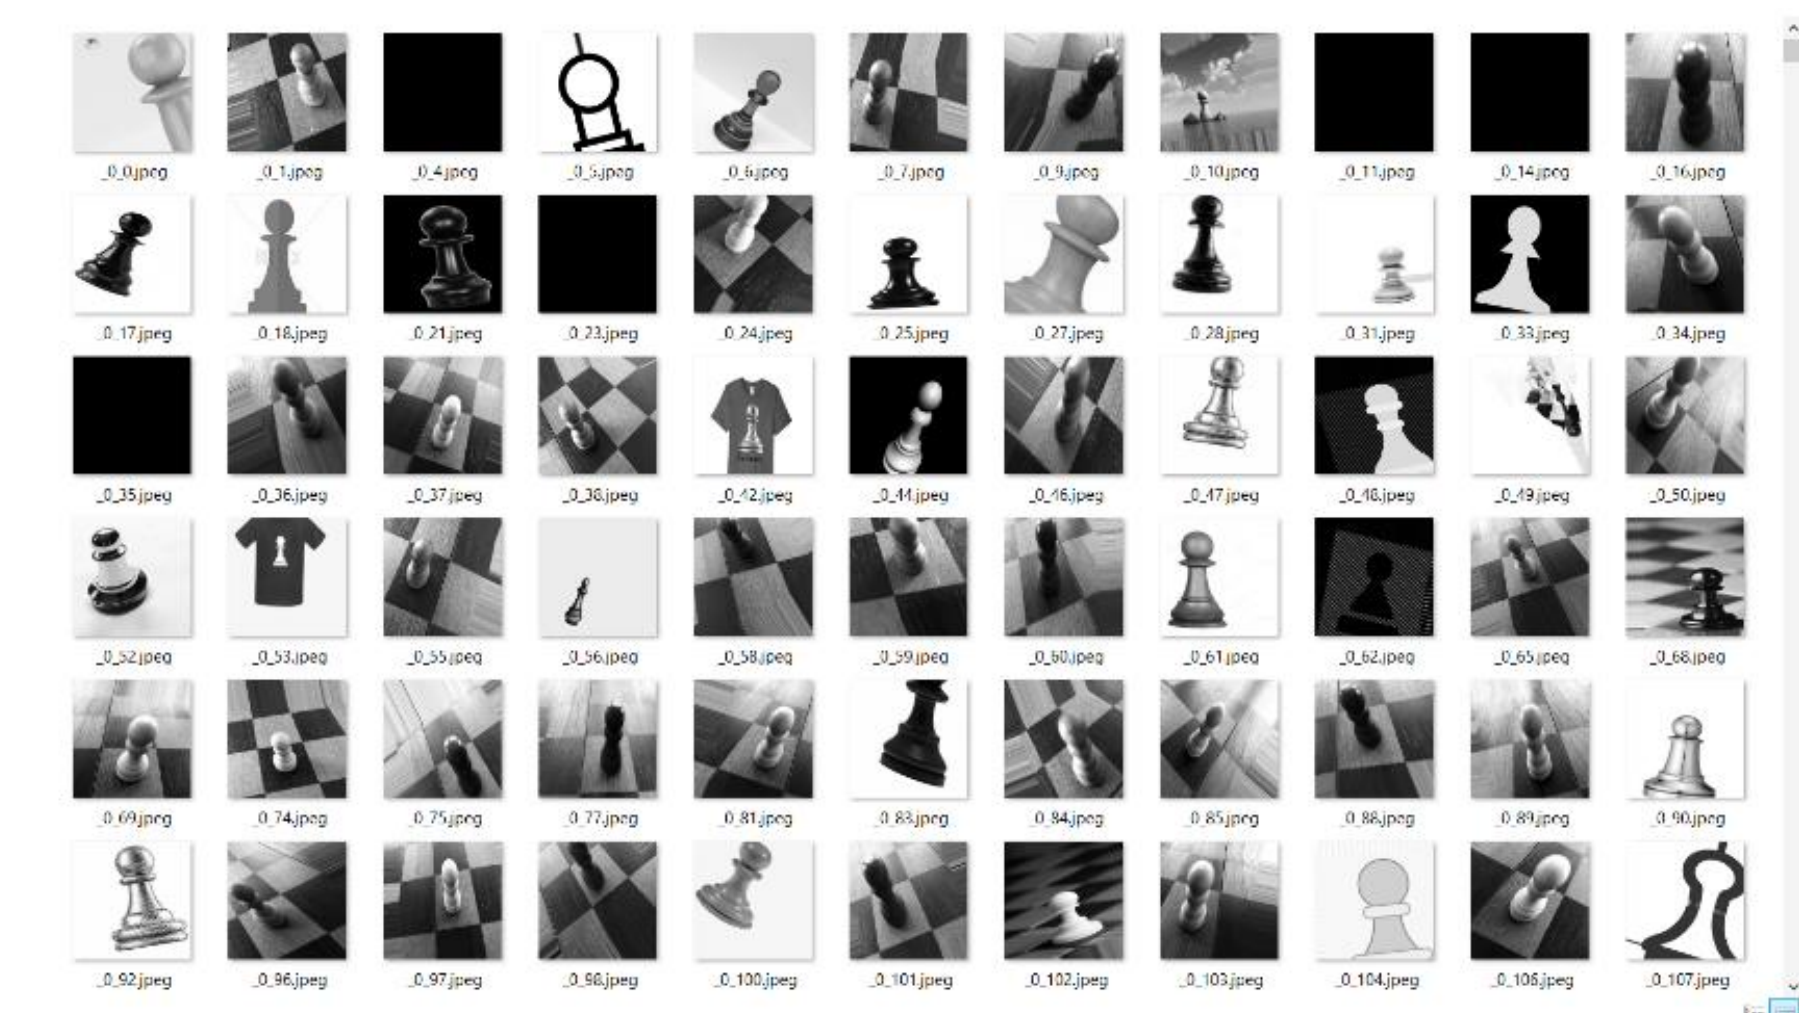 _0_0.jpeg _0_1.jpeg _0_4.jpeg _0_5.jpeg _0_6.jpeg _0_7.jpeg _0_9.jpeg _0_10.jpeg _0_11.jpeg _0_14.jpeg _0_16.jpeg
_0_17.jpeg _0_18.jpeg _0_21.jpeg _0_23.jpeg _0_24.jpeg _0_25.jpeg _0_27.jpeg _0_28.jpeg _0_31.jpeg _0_33.jpeg _0_34.jpeg
_0_35.jpeg _0_36.jpeg _0_37.jpeg _0_38.jpeg _0_42.jpeg _0_44.jpeg _0_46.jpeg _0_47.jpeg _0_48.jpeg _0_49.jpeg _0_50.jpeg
_0_52.jpeg _0_53.jpeg _0_55.jpeg _0_56.jpeg _0_58.jpeg _0_59.jpeg _0_60.jpeg _0_61.jpeg _0_62.jpeg _0_65.jpeg _0_68.jpeg
_0_69.jpeg _0_74.jpeg _0_75.jpeg _0_77.jpeg _0_81.jpeg _0_83.jpeg _0_84.jpeg _0_85.jpeg _0_88.jpeg _0_89.jpeg _0_90.jpeg
_0_92.jpeg _0_96.jpeg _0_97.jpeg _0_98.jpeg _0_100.jpeg _0_101.jpeg _0_102.jpeg _0_103.jpeg _0_104.jpeg _0_106.jpeg _0_107.jpeg